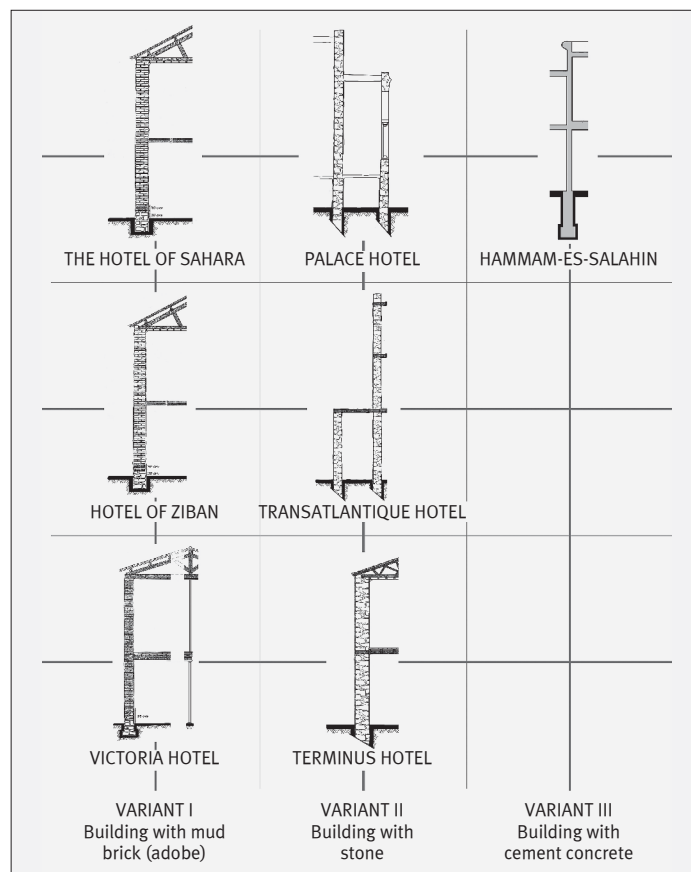 THE HOTEL OF SAHARA
PALACE HOTEL
HAMMAM-ES-SALAHIN
HOTEL OF ZIBAN
TRANSATLANTIQUE HOTEL
VICTORIA HOTEL
TERMINUS HOTEL
VARIANT I
Building with mud
brick (adobe)
VARIANT II
Building with
stone
VARIANT III
Building with
cement concrete